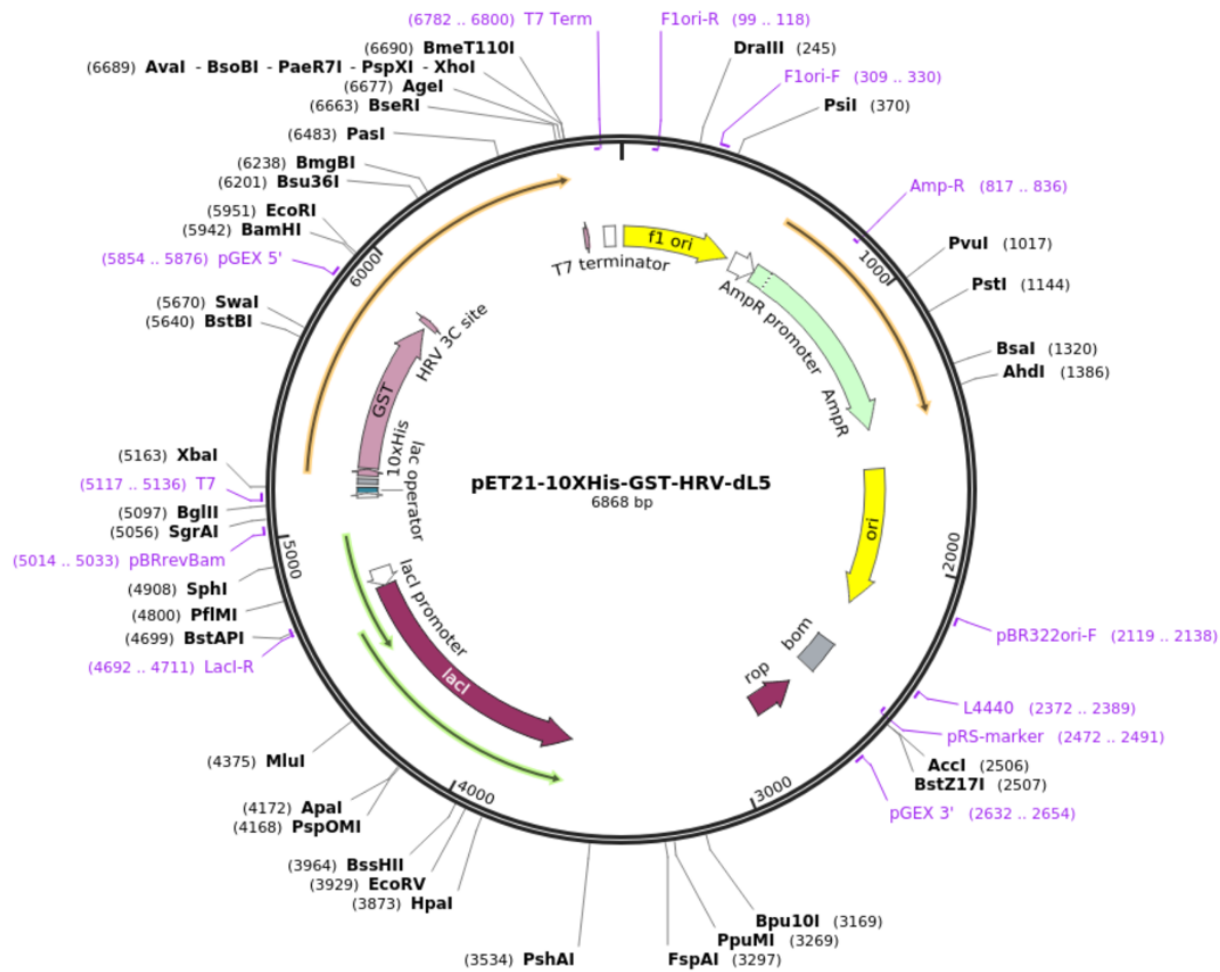 (6782 .. 6800) T7 Term
F1ori-R (99 .. 118)
(6690) BmeT110I
DraIII (245)
(6689) AvaI - BsoBI - PaeR7I - PspXI - XhoI
F1ori-F (309 .. 330)
(6677) AgeI
(6663) BseRI
PsiI (370)
(6483) PasI
(6238) BmgBI
(6201) Bsu36I
Amp-R (817 .. 836)
(5951) EcoRI
(5942) BamHI
PvuI (1017)
(5854 .. 5876) pGEX 5'
PstI (1144)
(5670) SwaI
(5640) BstBI
BsaI (1320)
AhdI (1386)
(5163) XbaI
(5117 .. 5136) T7
(5097) BglII
(5056) SgrAI
(5014 .. 5033) pBRrevBam
(4908) SphI
(4800) PflMI
(4699) BstAPI
(4692 .. 4711) LacI-R
pBR322ori-F (2119 .. 2138)
L4440 (2372 .. 2389)
pRS-marker (2472 .. 2491)
AccI (2506)
BstZ17I (2507)
pGEX 3' (2632 .. 2654)
(4375) MluI
(4172) ApaI
(4168) PspOMI
(3964) BssHII
(3929) EcoRV
(3873) HpaI
(3534) PshAI
Bpu10I (3169)
PpuMI (3269)
FspAI (3297)
1000
2000
3000
4000
5000
6000
f1 ori
T7 terminator
AmpR promoter
AmpR
ori
bom
rop
lacI
lacI promoter
lac operator
10xHis
GST
HRV 3C site
pET21-10XHis-GST-HRV-dL5
6868 bp